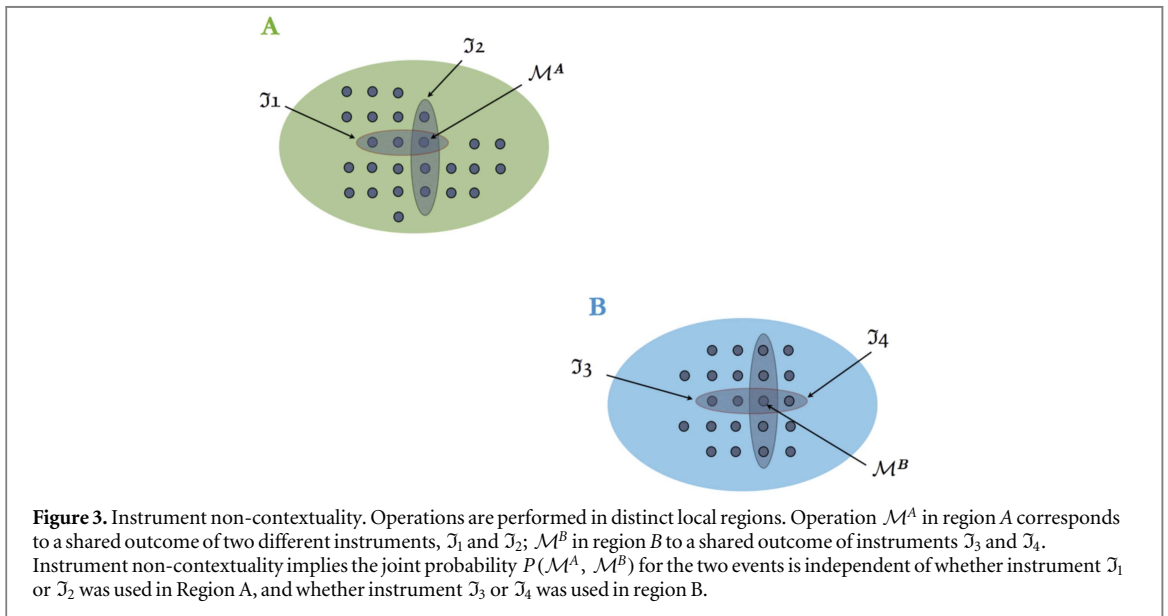 A
ℑ2
ℳᴬ
ℑ1
B
ℑ4
ℑ3
ℳᴮ
Figure 3. Instrument non-contextuality. Operations are performed in distinct local regions. Operation ℳᴬ in region A corresponds
to a shared outcome of two different instruments, ℑ₁ and ℑ₂; ℳᴮ in region B to a shared outcome of instruments ℑ₃ and ℑ₄.
Instrument non-contextuality implies the joint probability P(ℳᴬ, ℳᴮ) for the two events is independent of whether instrument ℑ₁
or ℑ₂ was used in Region A, and whether instrument ℑ₃ or ℑ₄ was used in region B.